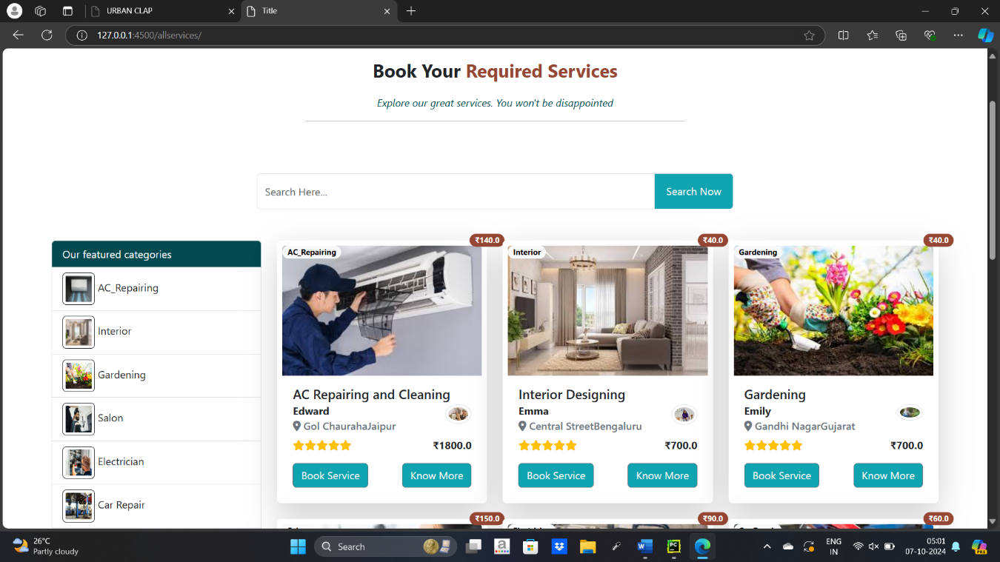 URBAN CLAP
Title
127.0.0.1:4500/allservices/
Book Your Required Services
Explore our great services. You won't be disappointed
Search Here...
Search Now
Our featured categories
AC_Repairing
Interior
Gardening
Salon
Electrician
Car Repair
₹140.0
AC_Repairing
AC Repairing and Cleaning
Edward
Gol ChaurahaJaipur
₹1800.0
Book Service
Know More
₹40.0
Interior
Interior Designing
Emma
Central StreetBengaluru
₹700.0
Book Service
Know More
₹40.0
Gardening
Gardening
Emily
Gandhi NagarGujarat
₹700.0
Book Service
Know More
₹150.0
₹90.0
₹60.0
26°C
Partly cloudy
Search
a
W
PC
ENG
IN
05:01
07-10-2024
PRE